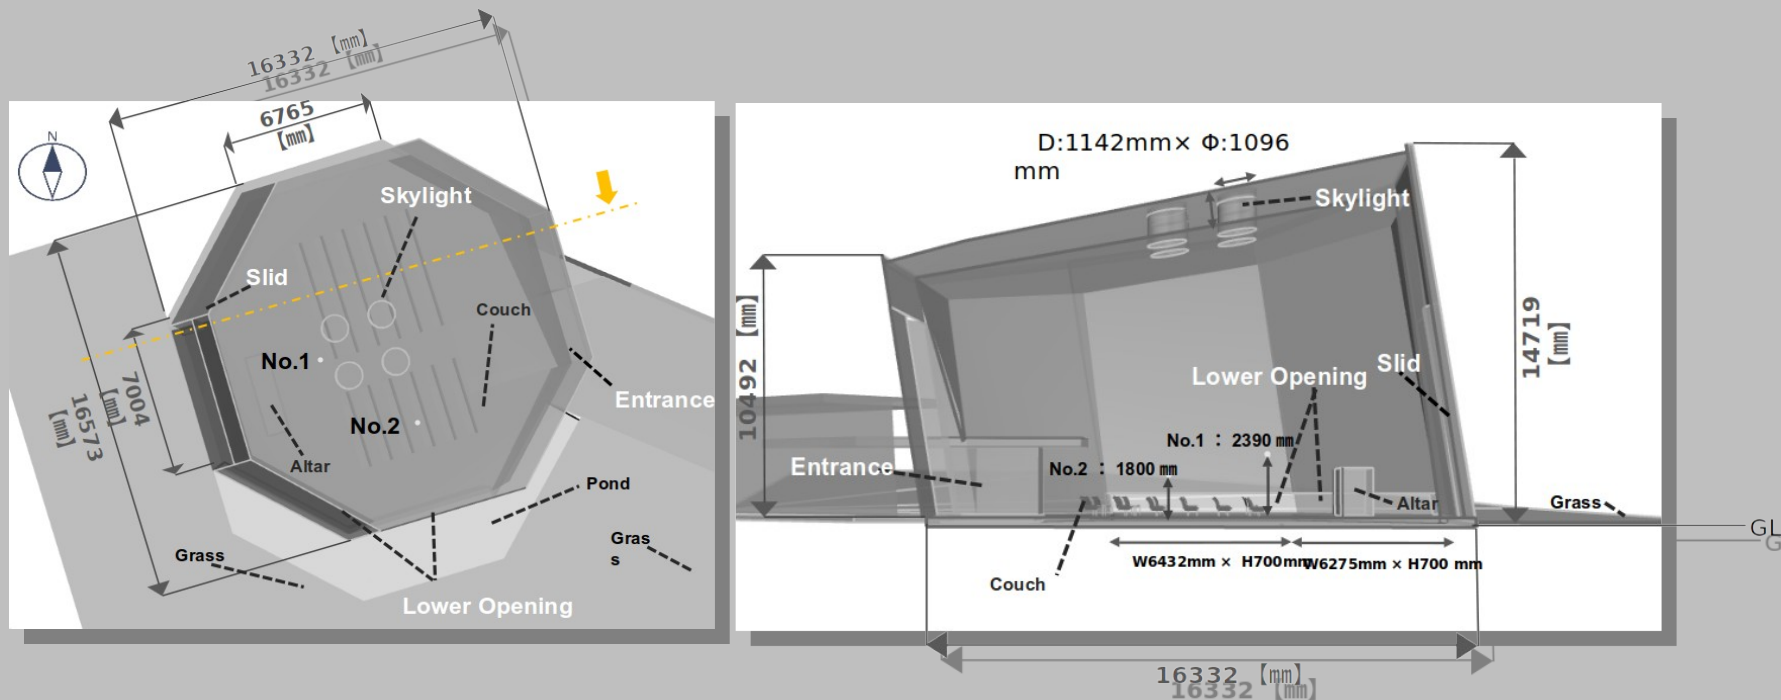 16332 【mm】
16332 【mm】
6765
【mm】
N
Skylight
Slid
Couch
No.1
Entrance
7004
【mm】
16573
【mm】
No.2
Altar
Pond
Grass
Gras
s
Lower Opening
D:1142mm× Φ:1096
mm
Skylight
10492 【mm】
14719
【mm】
Slid
Lower Opening
No.1 : 2390 mm
No.2 : 1800 mm
Entrance
Altar
Grass
GL
G
W6432mm × H700mm
W6275mm × H700 mm
Couch
16332 【mm】
16332 【mm】